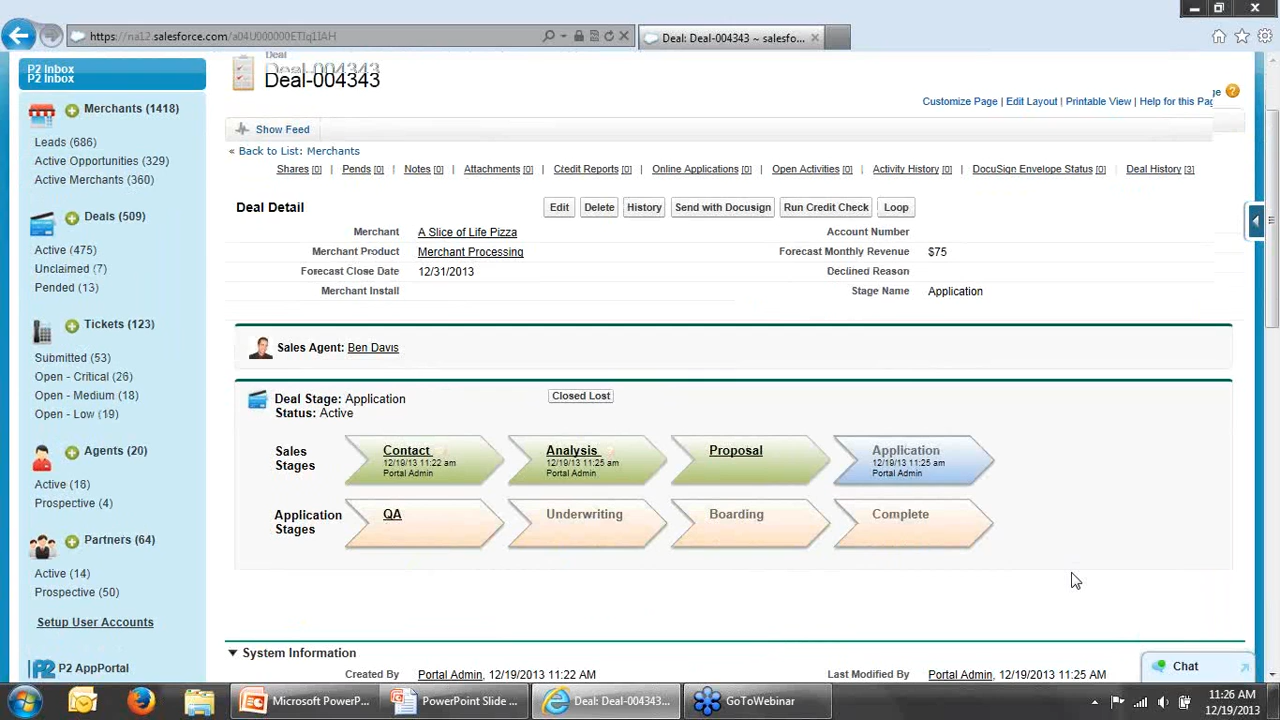 https://na12.salesforce.com/a04U000000ETlq1IAH
Deal: Deal-004343 ~ salesfo...
P2 Inbox
P2 Inbox
Merchants (1418)
Leads (686)
Active Opportunities (329)
Active Merchants (360)
Deals (509)
Active (475)
Unclaimed (7)
Pended (13)
Tickets (123)
Submitted (53)
Open - Critical (26)
Open - Medium (18)
Open - Low (19)
Agents (20)
Active (18)
Prospective (4)
Partners (64)
Active (14)
Prospective (50)
Setup User Accounts
P2 AppPortal
Deal
Deal-004343
Customize Page | Edit Layout | Printable View | Help for this Pag
Show Feed
« Back to List: Merchants
Shares [0] | Pends [0] | Notes [0] | Attachments [0] | Credit Reports [0] | Online Applications [0] | Open Activities [0] | Activity History [0] | DocuSign Envelope Status [0] | Deal History [3]
Deal Detail
Edit Delete History Send with Docusign Run Credit Check Loop
Merchant A Slice of Life Pizza Account Number
Merchant Product Merchant Processing Forecast Monthly Revenue $75
Forecast Close Date 12/31/2013 Declined Reason
Merchant Install Stage Name Application
Sales Agent: Ben Davis
Deal Stage: Application Closed Lost
Status: Active
Sales Stages
Contact
12/19/13 11:22 am
Portal Admin
Analysis
12/19/13 11:25 am
Portal Admin
Proposal
Application
12/19/13 11:25 am
Portal Admin
Application Stages
QA
Underwriting
Boarding
Complete
System Information
Created By Portal Admin, 12/19/2013 11:22 AM Last Modified By Portal Admin, 12/19/2013 11:25 AM
Chat
Microsoft PowerP...
PowerPoint Slide ...
Deal: Deal-004343...
GoToWebinar
11:26 AM
12/19/2013